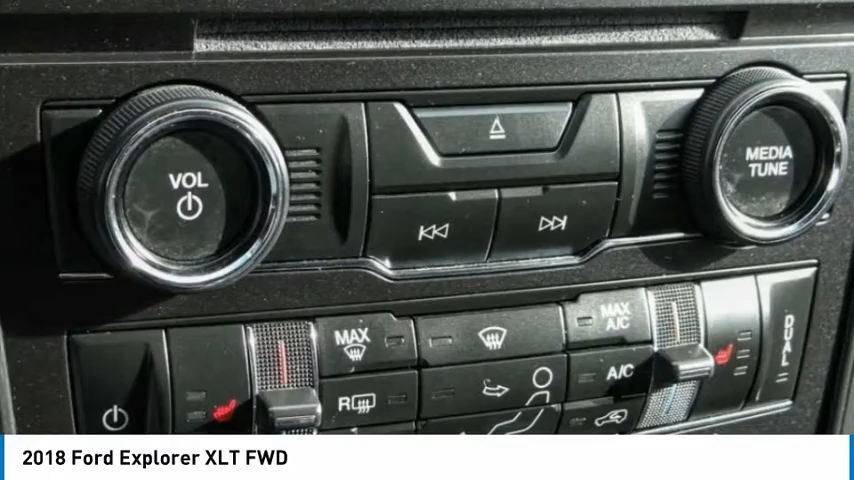 VOL
MEDIA
TUNE
MAX
MAX
A/C
A/C
R
DUAL
2018 Ford Explorer XLT FWD